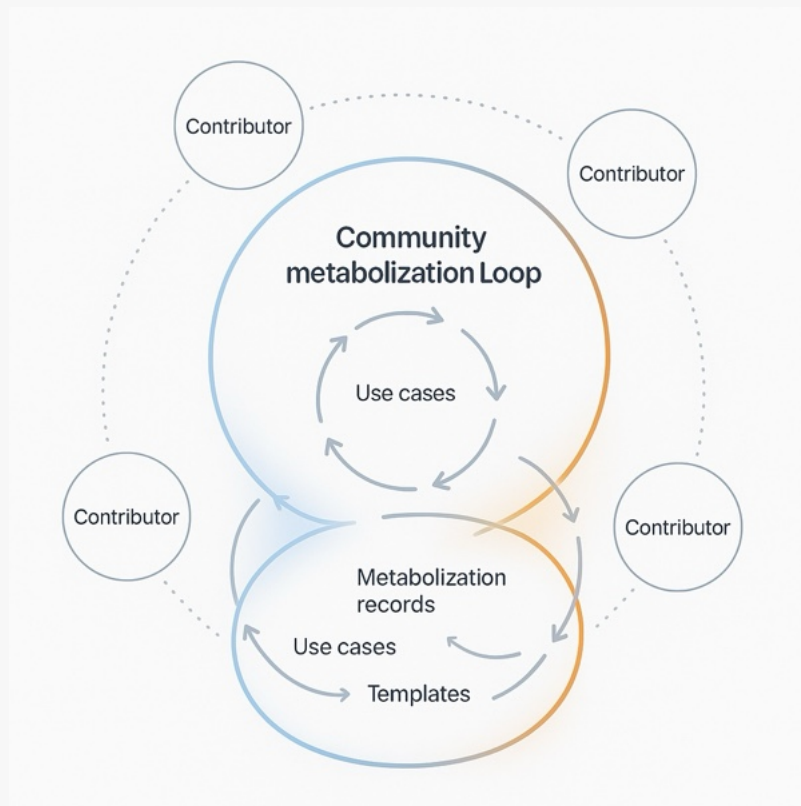 Contributor
Contributor
Community
metabolization Loop
Use cases
Contributor
Contributor
Metabolization
records
Use cases
Templates